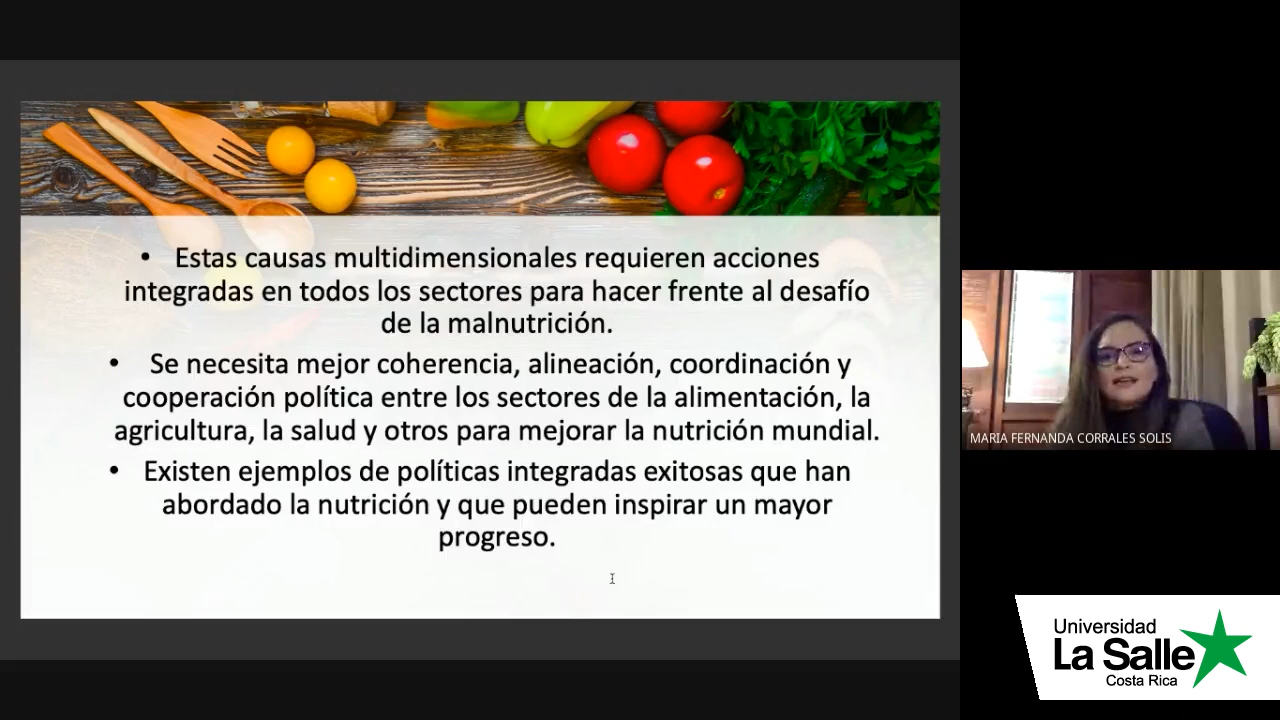 • Estas causas multidimensionales requieren acciones
integradas en todos los sectores para hacer frente al desafío
de la malnutrición.
• Se necesita mejor coherencia, alineación, coordinación y
cooperación política entre los sectores de la alimentación, la
agricultura, la salud y otros para mejorar la nutrición mundial.
• Existen ejemplos de políticas integradas exitosas que han
abordado la nutrición y que pueden inspirar un mayor
progreso.
MARIA FERNANDA CORRALES SOLIS
Universidad
La Salle
Costa Rica